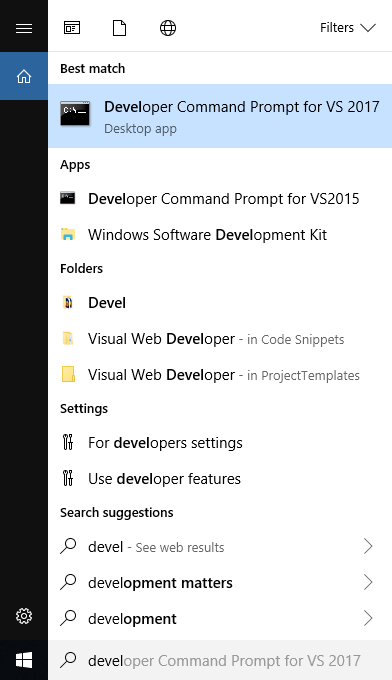 Filters
Best match
Developer Command Prompt for VS 2017
Desktop app
Apps
Developer Command Prompt for VS2015
Windows Software Development Kit
Folders
Devel
Visual Web Developer - in Code Snippets
Visual Web Developer - in ProjectTemplates
Settings
For developers settings
Use developer features
Search suggestions
devel - See web results
development matters
development
developer Command Prompt for VS 2017